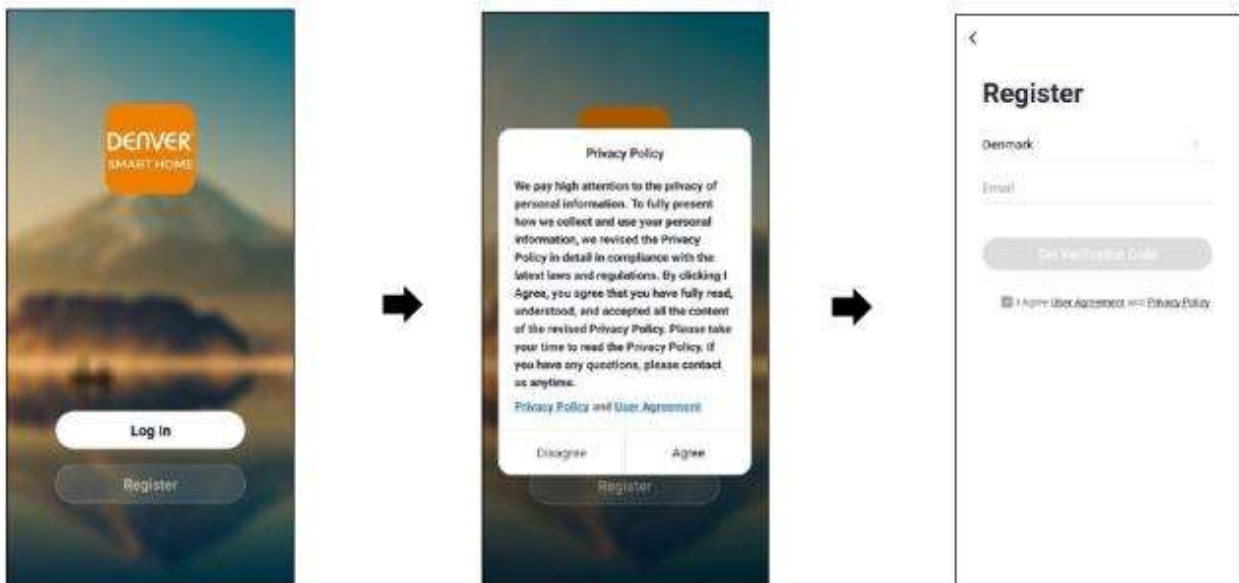 DENVER
SMART HOME
Log In
Register
Privacy Policy
We pay high attention to the privacy of
personal information. To fully present
how we collect and use your personal
information, we revised the Privacy
Policy in detail in compliance with the
latest laws and regulations. By clicking I
Agree, you agree that you have fully read,
understood, and accepted all the content
of the revised Privacy Policy. Please take
your time to read the Privacy Policy. If
you have any questions, please contact
us anytime.
Privacy Policy and User Agreement
Disagree Agree
Register
Register
Denmark
Email
Get Verification Code
I Agree User Agreement and Privacy Policy